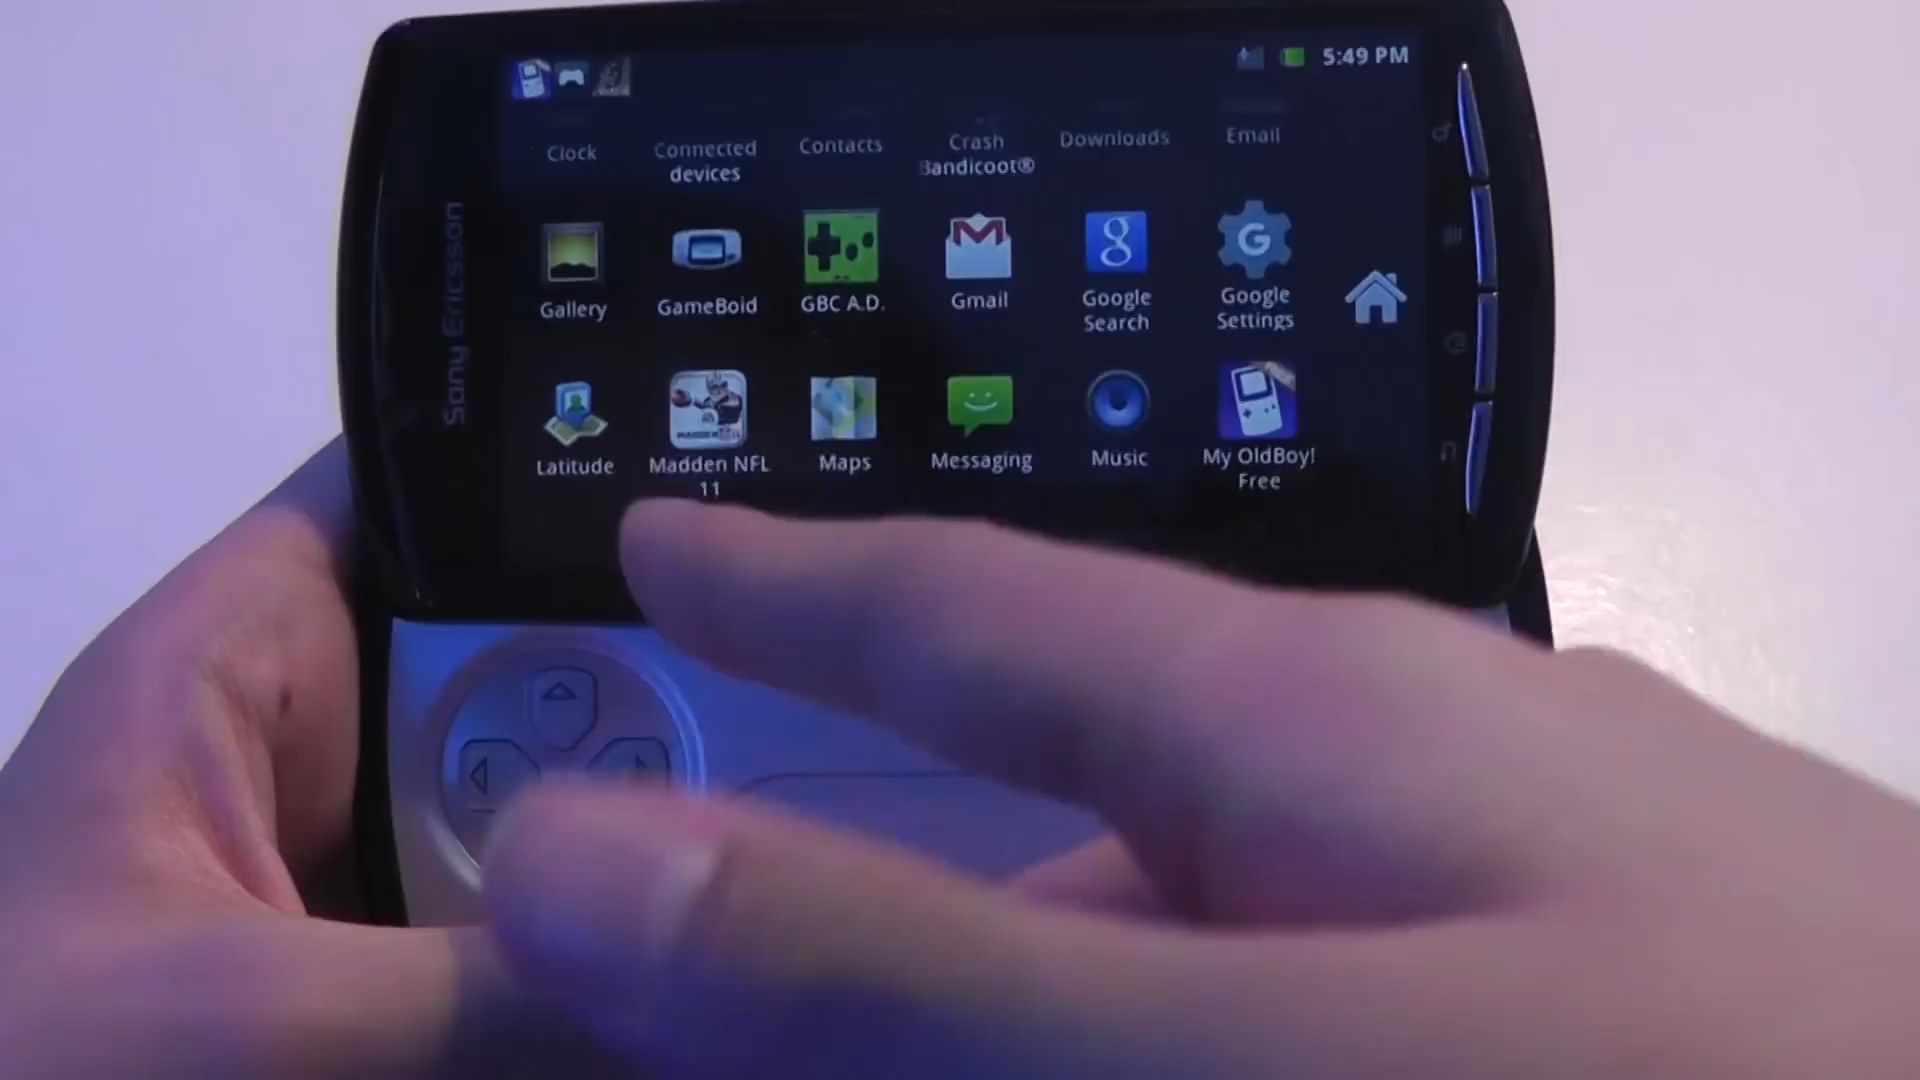 5:49 PM
Clock
Connected
devices
Contacts
Crash
Bandicoot®
Downloads
Email
Gallery
GameBoid
GBC A.D.
Gmail
Google
Search
Google
Settings
Latitude
Madden NFL
11
Maps
Messaging
Music
My OldBoy!
Free
Sony Ericsson